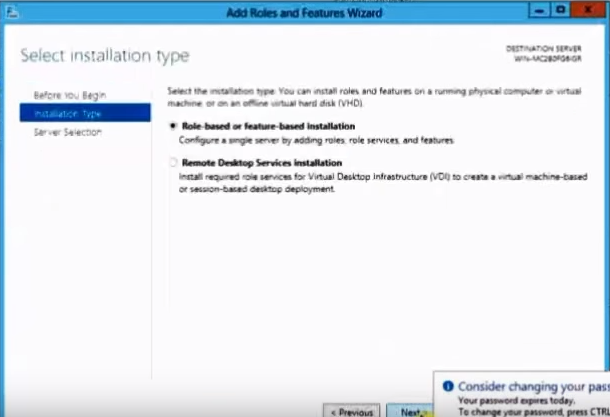 Add Roles and Features Wizard
Select installation type
DESTINATION SERVER
Before You Begin
Installation Type
Server Selection
Select the installation type. You can install roles and features on a running physical computer or virtual
machine, or on an offline virtual hard disk (VHD).
Role-based or feature-based installation
Configure a single server by adding roles, role services, and features.
Remote Desktop Services installation
Install required role services for Virtual Desktop Infrastructure (VDI) to create a virtual machine-based
or session-based desktop deployment.
< Previous
Next >
Consider changing your pass
Your password expires today.
To change your password, press CTRL